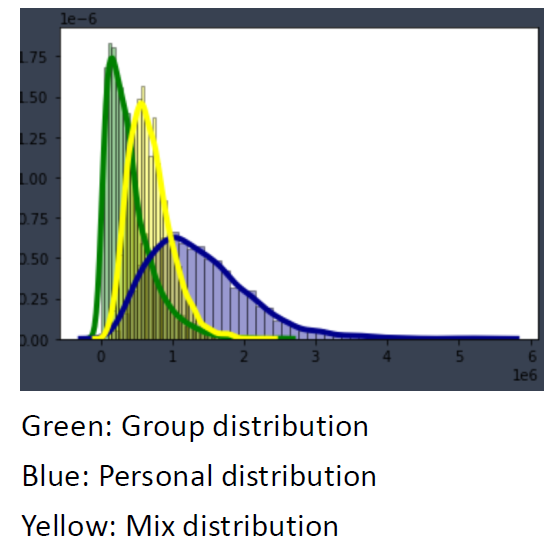 1e−6
1.75
1.50
1.25
1.00
0.75
0.50
0.25
0.00
0 1 2 3 4 5 6
1e6
Green: Group distribution
Blue: Personal distribution
Yellow: Mix distribution